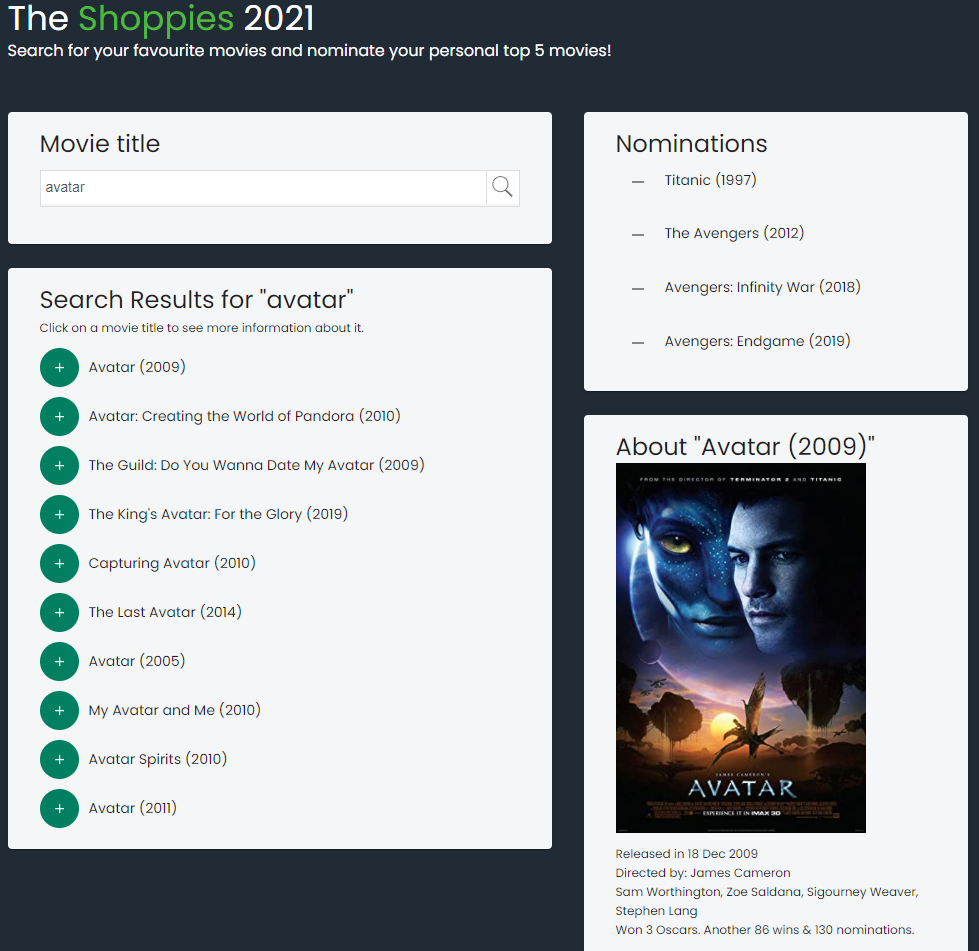 The Shoppies 2021
Search for your favourite movies and nominate your personal top 5 movies!
Movie title
avatar
Search Results for "avatar"
Click on a movie title to see more information about it.
+ Avatar (2009)
+ Avatar: Creating the World of Pandora (2010)
+ The Guild: Do You Wanna Date My Avatar (2009)
+ The King's Avatar: For the Glory (2019)
+ Capturing Avatar (2010)
+ The Last Avatar (2014)
+ Avatar (2005)
+ My Avatar and Me (2010)
+ Avatar Spirits (2010)
+ Avatar (2011)
Nominations
— Titanic (1997)
— The Avengers (2012)
— Avengers: Infinity War (2018)
— Avengers: Endgame (2019)
About "Avatar (2009)"
FROM THE DIRECTOR OF TERMINATOR 2 AND TITANIC
JAMES CAMERON'S
AVATAR
EXPERIENCE IT IN IMAX 3D
Released in 18 Dec 2009
Directed by: James Cameron
Sam Worthington, Zoe Saldana, Sigourney Weaver,
Stephen Lang
Won 3 Oscars. Another 86 wins & 130 nominations.